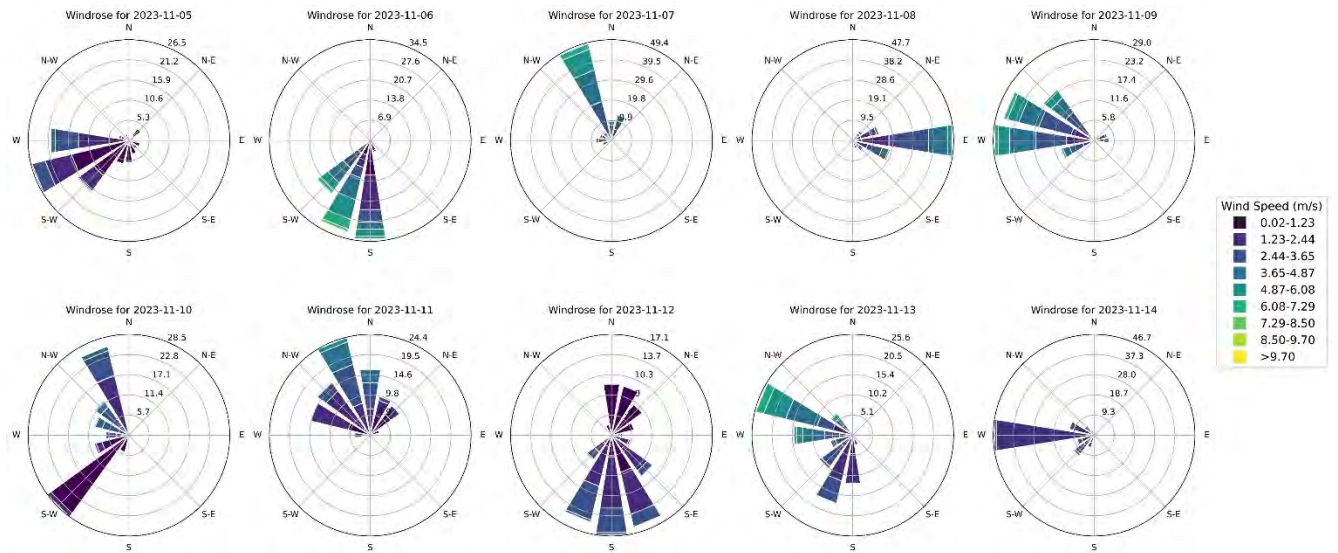 Windrose for 2023-11-05
N
26.5
N-W
N-E
21.2
15.9
10.6
5.3
W
E
S-W
S-E
S
Windrose for 2023-11-06
N
34.5
N-W
N-E
27.6
20.7
13.8
6.9
W
E
S-W
S-E
S
Windrose for 2023-11-07
N
49.4
N-W
N-E
39.5
29.6
19.8
9.9
W
E
S-W
S-E
S
Windrose for 2023-11-08
N
47.7
N-W
N-E
38.2
28.6
19.1
9.5
W
E
S-W
S-E
S
Windrose for 2023-11-09
N
29.0
N-W
N-E
23.2
17.4
11.6
5.8
W
E
S-W
S-E
S
Wind Speed (m/s)
0.02-1.23
1.23-2.44
2.44-3.65
3.65-4.87
4.87-6.08
6.08-7.29
7.29-8.50
8.50-9.70
>9.70
Windrose for 2023-11-10
N
28.5
N-W
N-E
22.8
17.1
11.4
5.7
W
E
S-W
S-E
S
Windrose for 2023-11-11
N
24.4
N-W
N-E
19.5
14.6
9.8
W
E
S-W
S-E
S
Windrose for 2023-11-12
N
17.1
N-W
N-E
13.7
10.3
W
E
S-W
S-E
S
Windrose for 2023-11-13
N
25.6
N-W
N-E
20.5
15.4
10.2
5.1
W
E
S-W
S-E
S
Windrose for 2023-11-14
N
46.7
N-W
N-E
37.3
28.0
18.7
9.3
W
E
S-W
S-E
S